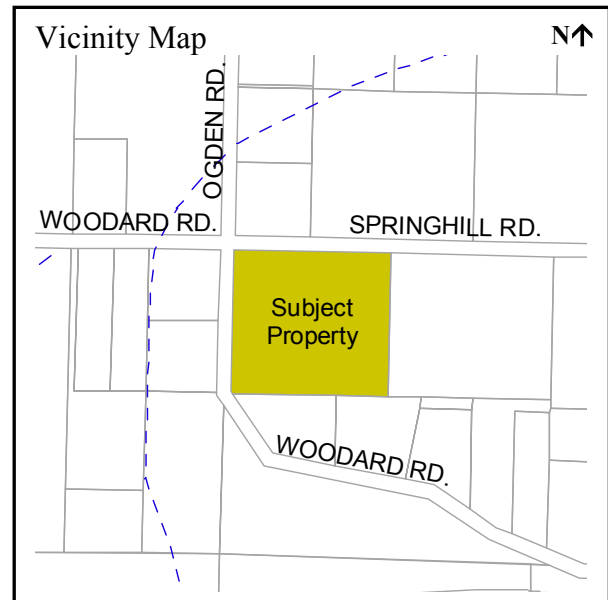 Vicinity Map
N↑
OGDEN RD.
WOODARD RD.
SPRINGHILL RD.
Subject
Property
WOODARD RD.